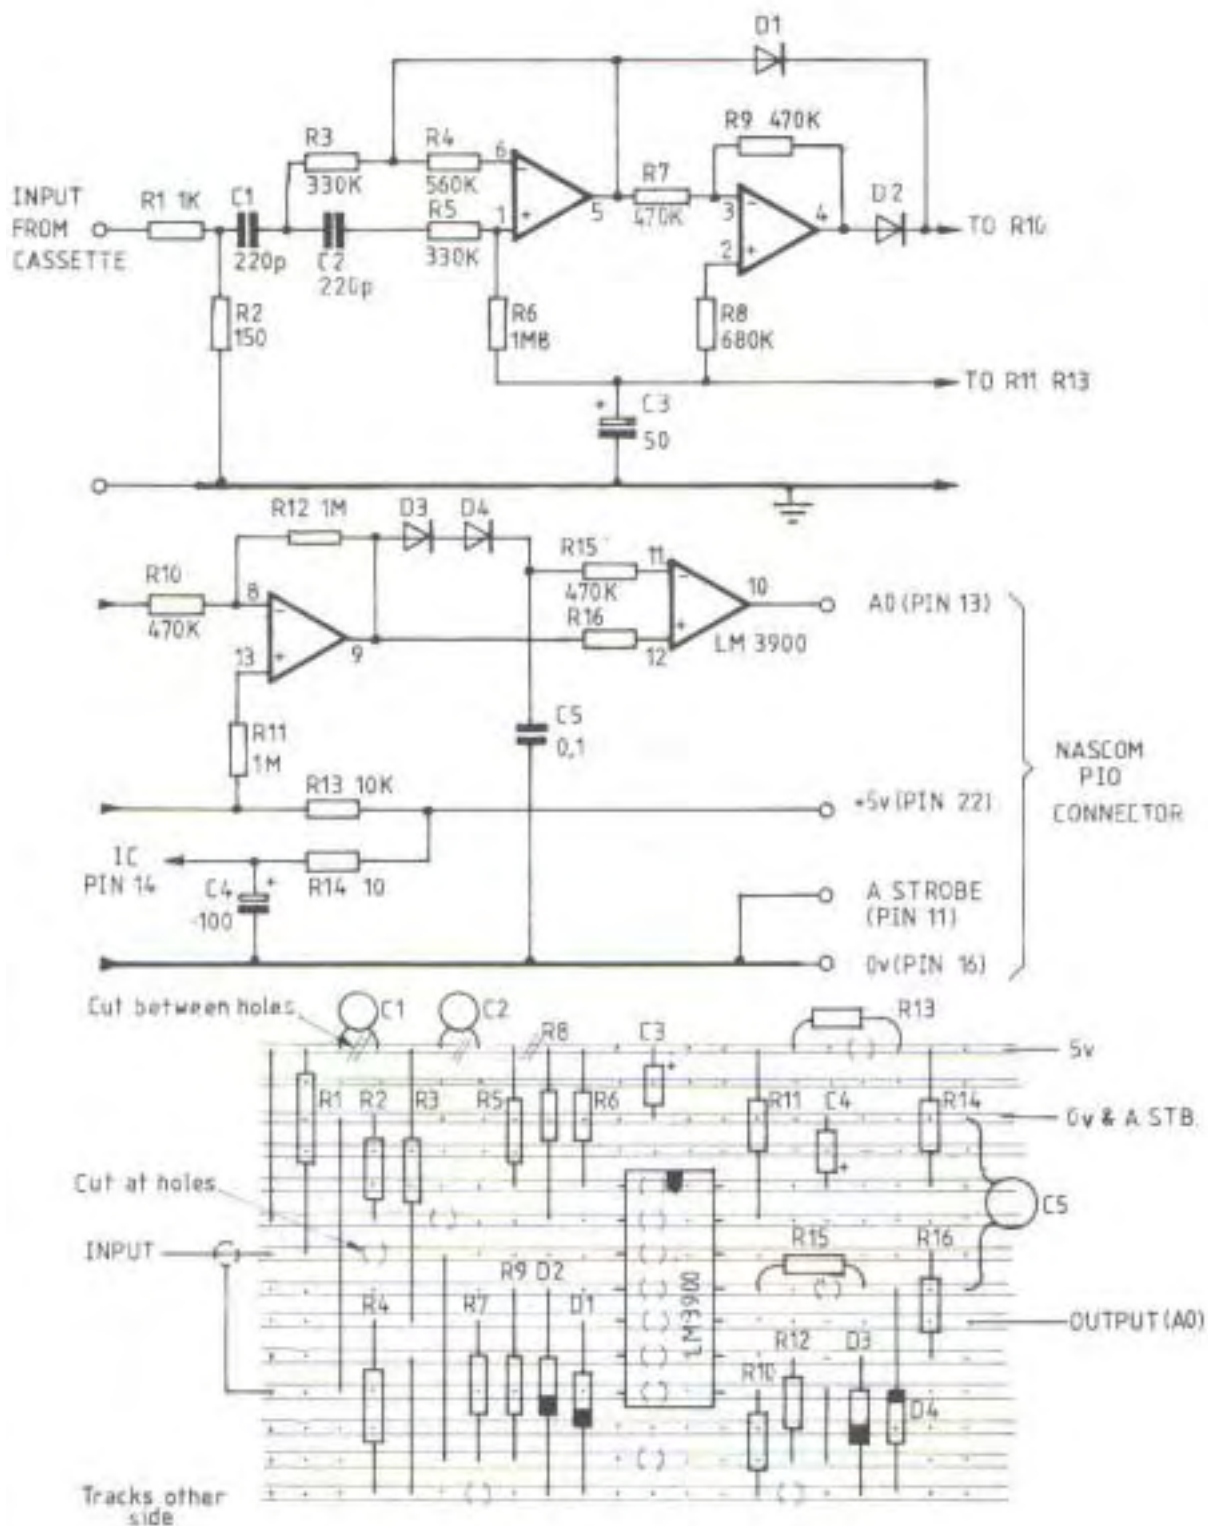 D1
R9 470K
R3
330K
R4
560K
6
R7
470K
3
4
D2
INPUT
FROM
CASSETTE
R1 1K
C1
220p
C2
220p
R5
330K
1
5
2
TO R10
R2
150
R6
1M8
R8
680K
TO R11 R13
C3
50
R12 1M
D3
D4
R10
470K
8
13
9
R15
470K
R16
11
12
10
LM 3900
A0 (PIN 13)
R11
1M
C5
0,1
NASCOM
PIO
CONNECTOR
R13 10K
+5v (PIN 22)
IC
PIN 14
C4
100
R14 10
A STROBE
(PIN 11)
0v (PIN 16)
Cut between holes
C1
C2
R8
C3
R13
5v
R1
R2
R3
R5
R6
R11
C4
R14
0v & A STB.
Cut at holes
C5
INPUT
R15
R16
R4
R7
R9
D2
D1
LM3900
OUTPUT (A0)
R12
D3
R10
D4
Tracks other
side